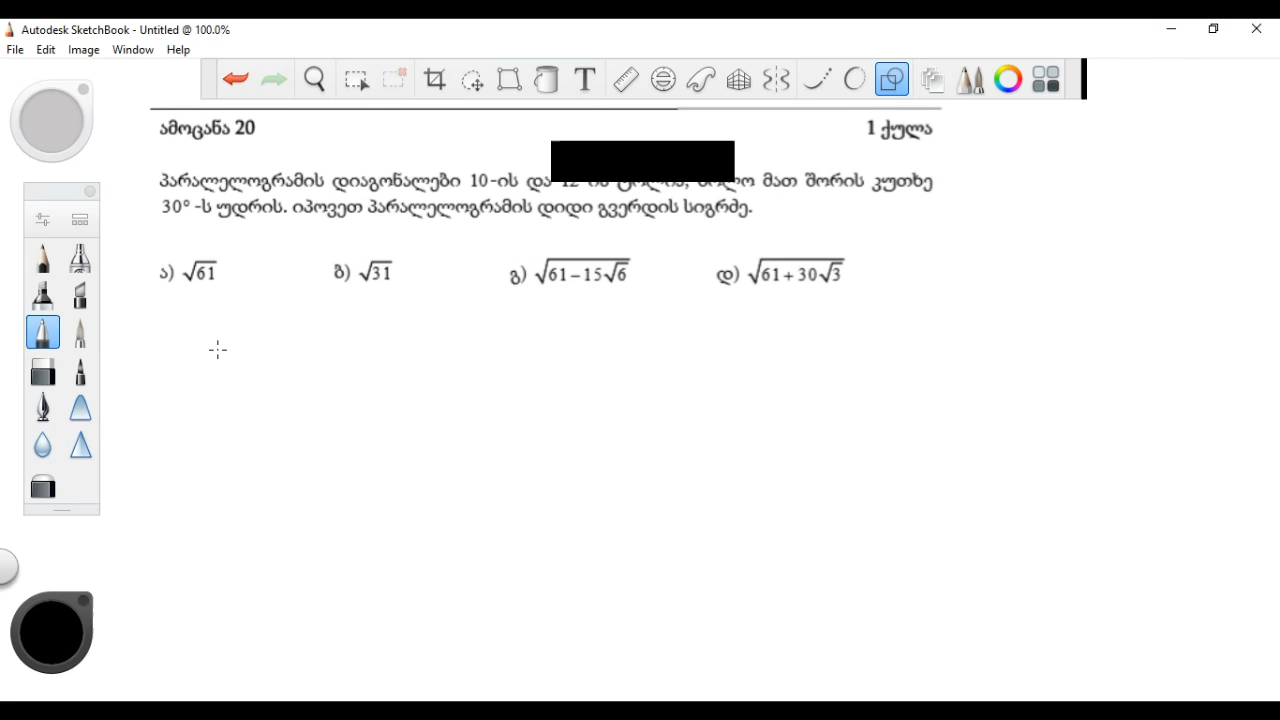 Autodesk SketchBook - Untitled @ 100.0%
File Edit Image Window Help
ამოცანა 20 1 ქულა
პარალელოგრამის დიაგონალები 10-ის და მათ შორის კუთხე
30° -ს უდრის. იპოვეთ პარალელოგრამის დიდი გვერდის სიგრძე.
ა) √61 ბ) √31 გ) √(61-15√6) დ) √(61+30√3)